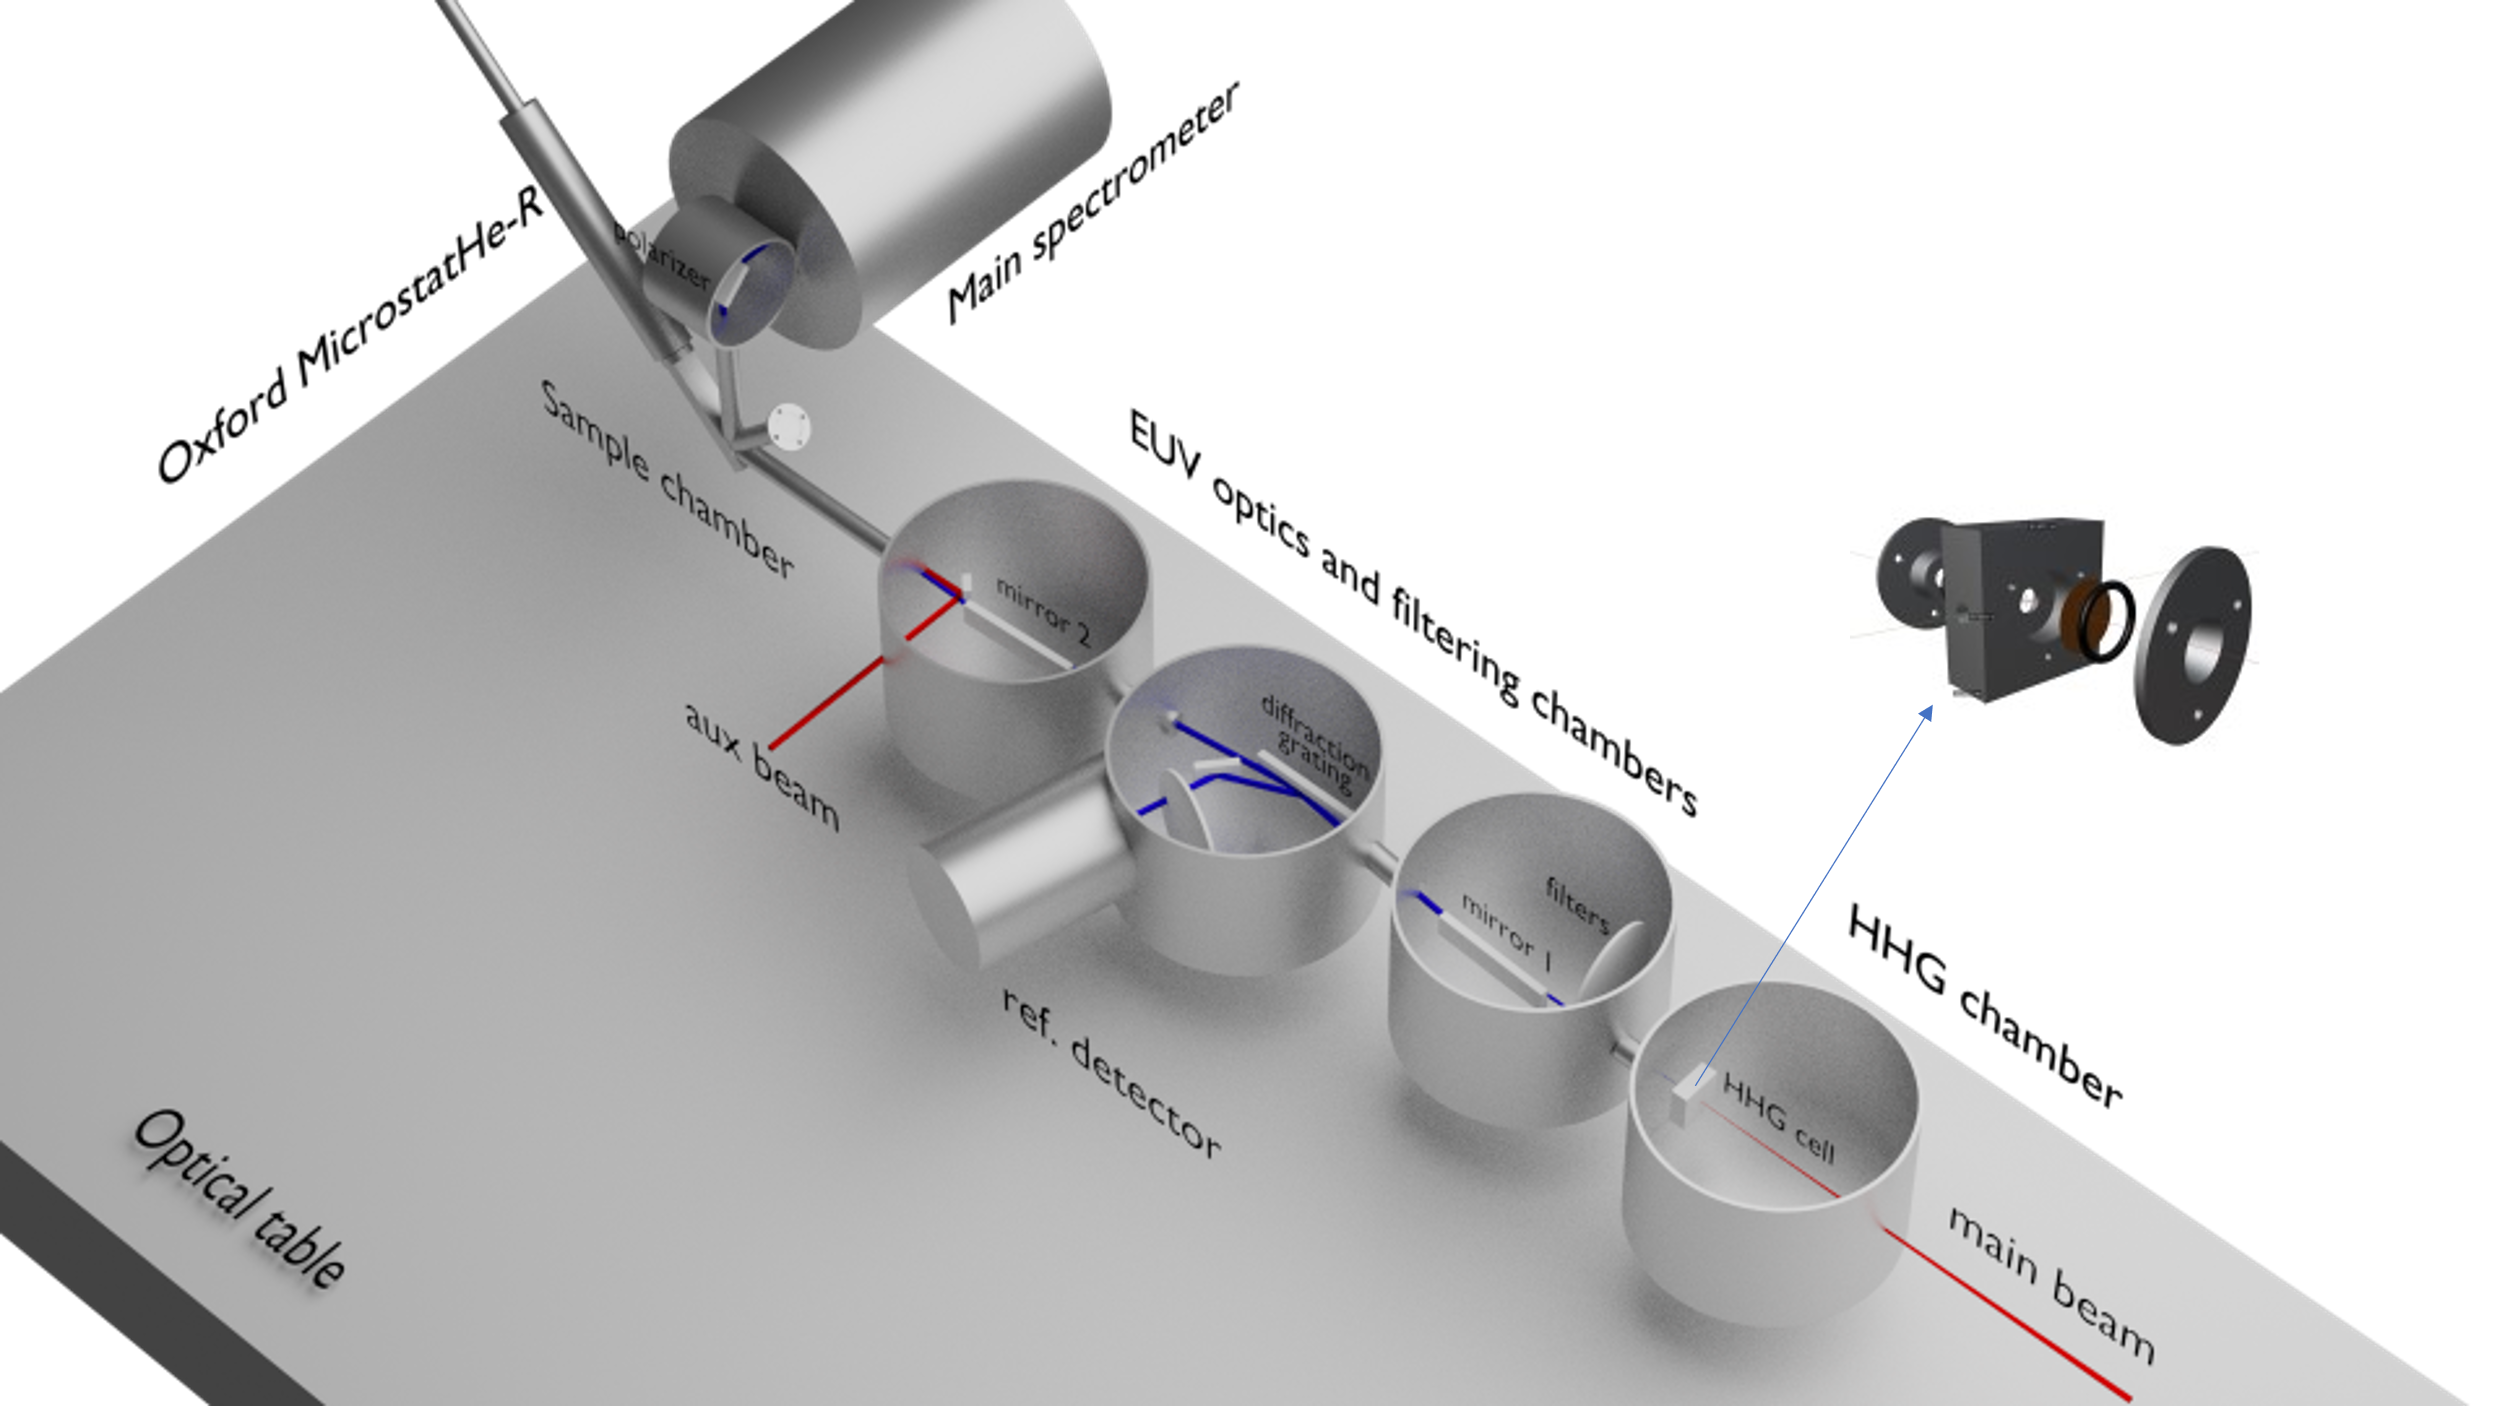 Main spectrometer
Oxford MicrostatHe-R
polarizer
Sample chamber
EUV optics and filtering chambers
mirror 2
aux beam
diffraction
grating
filters
mirror 1
HHG chamber
ref. detector
HHG cell
main beam
Optical table